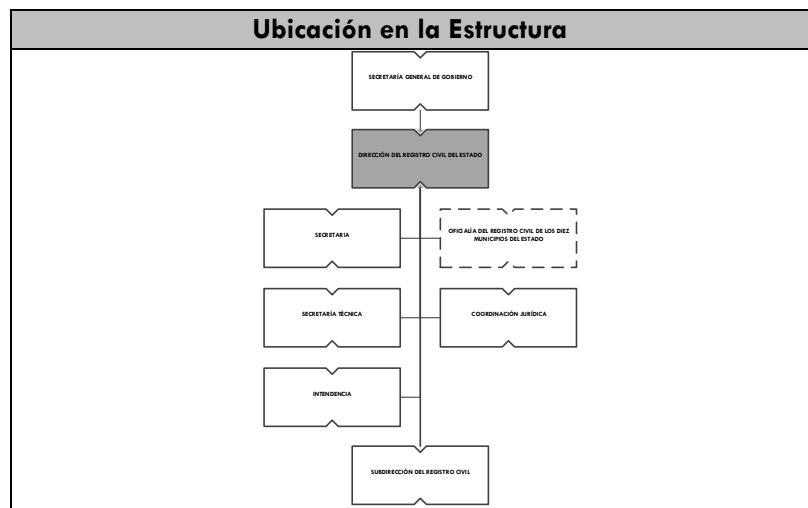 Ubicación en la Estructura
SECRETARÍA GENERAL DE GOBIERNO
DIRECCIÓN DEL REGISTRO CIVIL DEL ESTADO
SECRETARIA
OFICIALÍA DEL REGISTRO CIVIL DE LOS DIEZ
MUNICIPIOS DEL ESTADO
SECRETARÍA TÉCNICA
COORDINACIÓN JURÍDICA
INTENDENCIA
SUBDIRECCIÓN DEL REGISTRO CIVIL